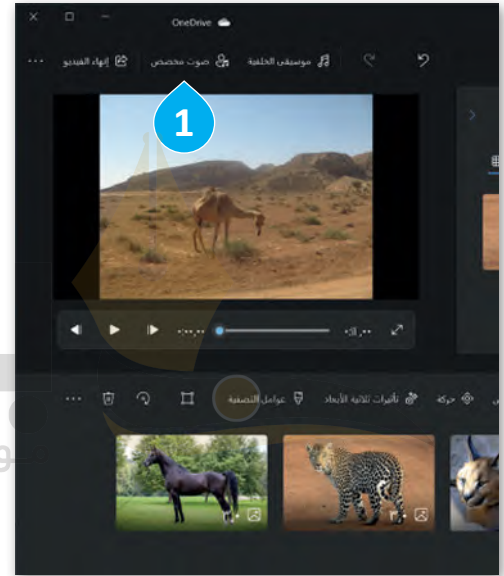 OneDrive
موسيقى الخلفية صوت مخصص إنهاء الفيديو ···
1
حركة تأثيرات ثلاثية الأبعاد عوامل التصفية ···